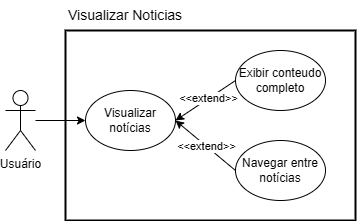 Visualizar Noticias
Exibir conteudo
completo
<<extend>>
Visualizar
notícias
<<extend>>
Usuário
Navegar entre
notícias